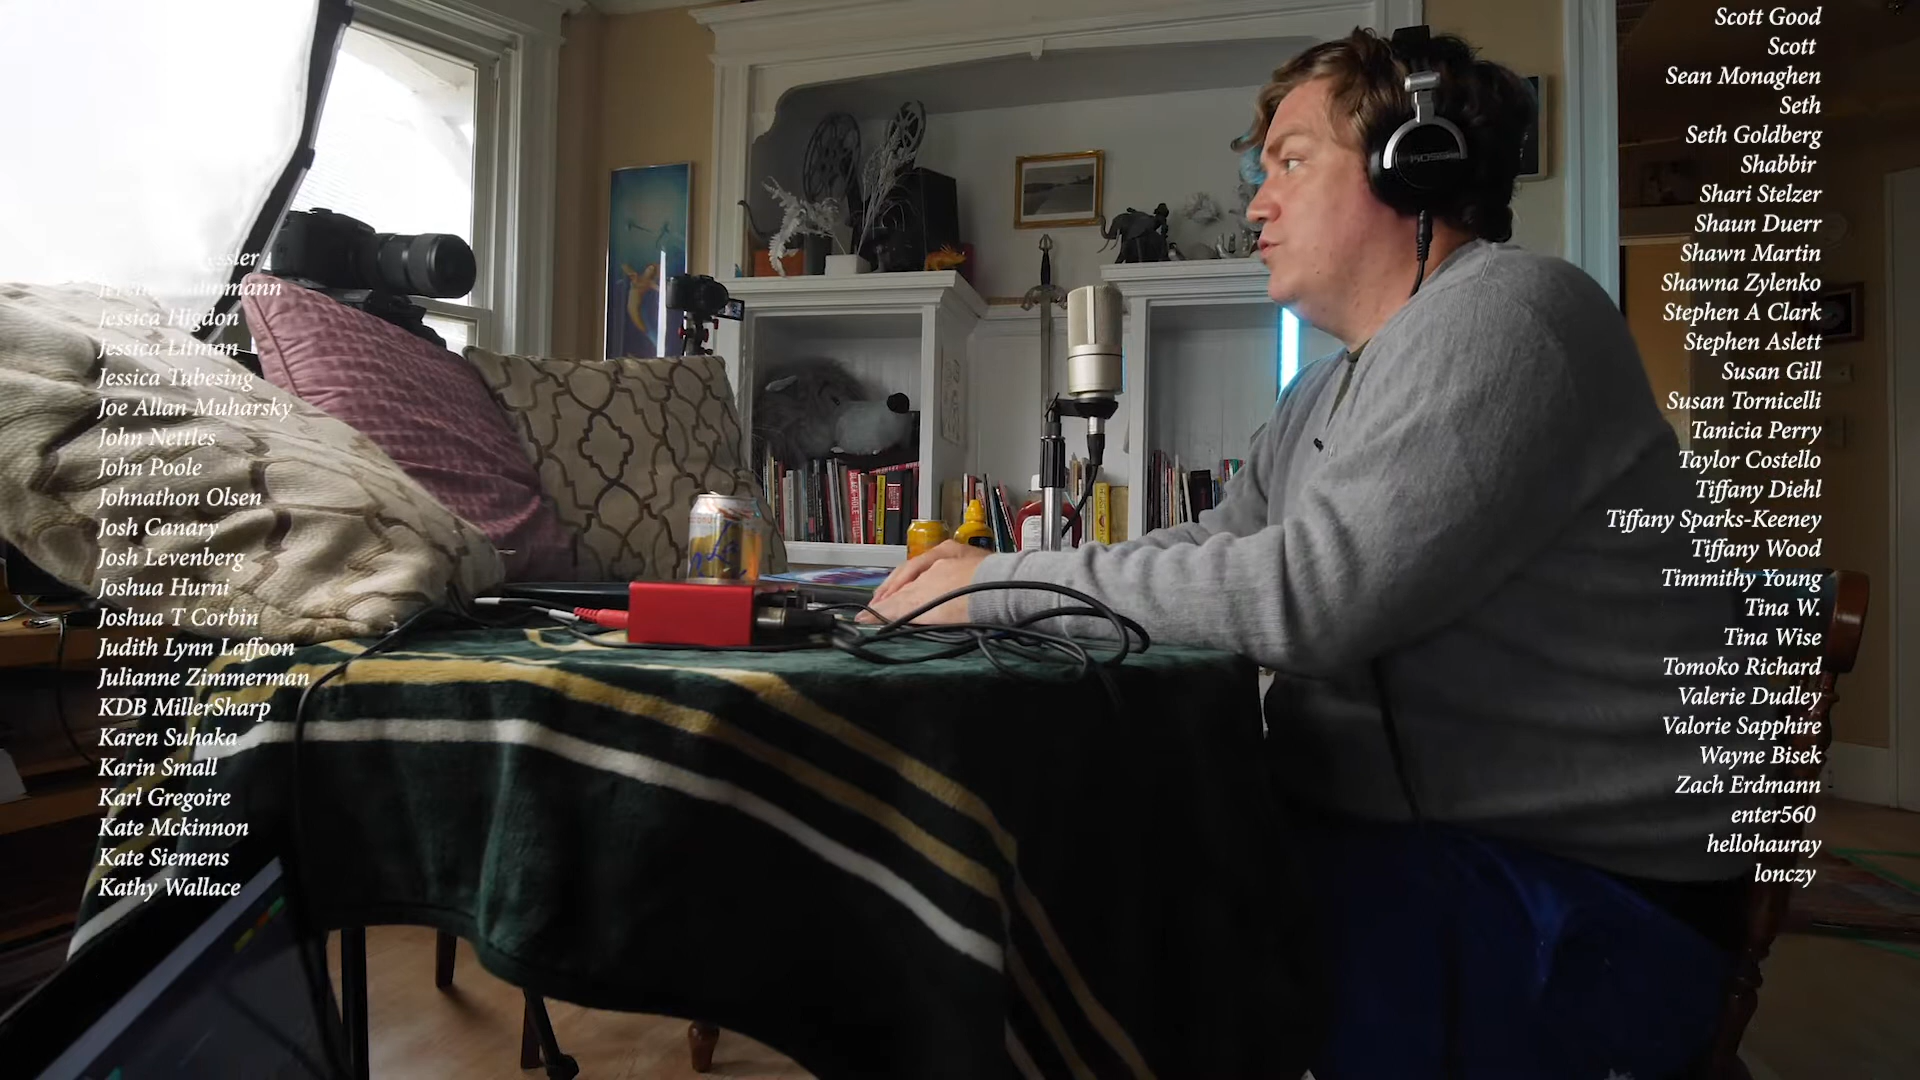 Jessica Higdon
Jessica Litman
Jessica Tubesing
Joe Allan Muharsky
John Nettles
John Poole
Johnathon Olsen
Josh Canary
Josh Levenberg
Joshua Hurni
Joshua T Corbin
Judith Lynn Laffoon
Julianne Zimmerman
KDB MillerSharp
Karen Suhaka
Karin Small
Karl Gregoire
Kate Mckinnon
Kate Siemens
Kathy Wallace
KOSS
Scott Good
Scott
Sean Monaghen
Seth
Seth Goldberg
Shabbir
Shari Stelzer
Shaun Duerr
Shawn Martin
Shawna Zylenko
Stephen A Clark
Stephen Aslett
Susan Gill
Susan Tornicelli
Tanicia Perry
Taylor Costello
Tiffany Diehl
Tiffany Sparks-Keeney
Tiffany Wood
Timmithy Young
Tina W.
Tina Wise
Tomoko Richard
Valerie Dudley
Valorie Sapphire
Wayne Bisek
Zach Erdmann
enter560
hellohauray
lonczy